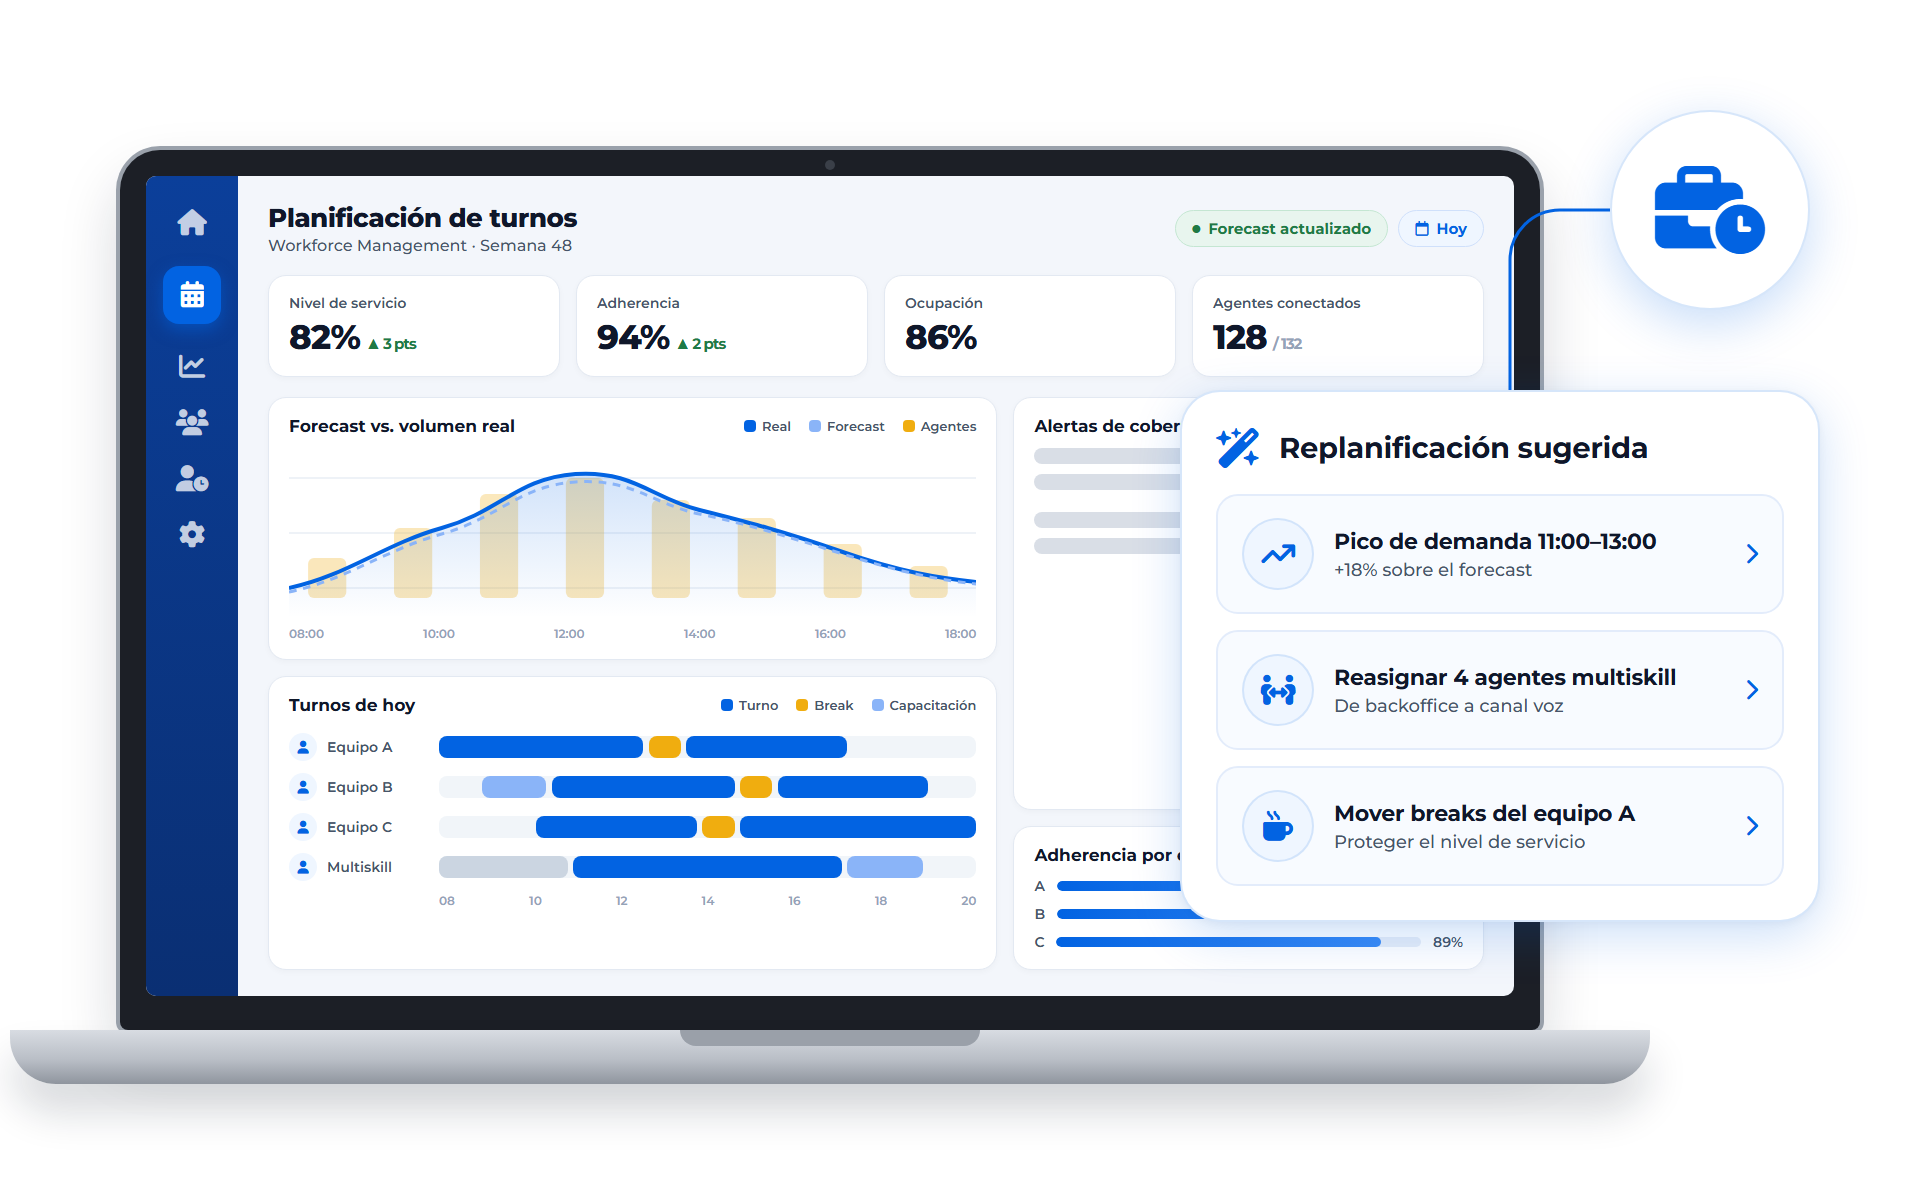 Planificación de turnos
Workforce Management · Semana 48
Forecast actualizado
Hoy
Nivel de servicio
82% ▲ 3 pts
Adherencia
94% ▲ 2 pts
Ocupación
86%
Agentes conectados
128 / 132
Forecast vs. volumen real
Real Forecast Agentes
08:00 10:00 12:00 14:00 16:00 18:00
Turnos de hoy
Turno Break Capacitación
Equipo A
Equipo B
Equipo C
Multiskill
08 10 12 14 16 18 20
Alertas de cober
Adherencia por
A
B
C 89%
Replanificación sugerida
Pico de demanda 11:00–13:00
+18% sobre el forecast
Reasignar 4 agentes multiskill
De backoffice a canal voz
Mover breaks del equipo A
Proteger el nivel de servicio